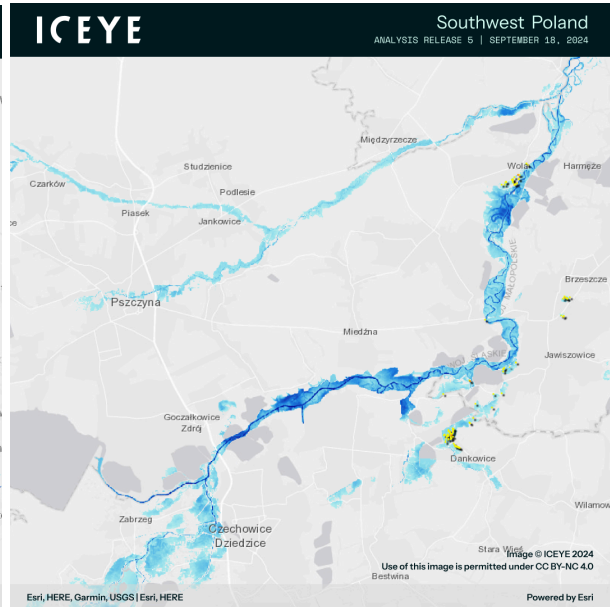 ICEYE
Southwest Poland
ANALYSIS RELEASE 5 | SEPTEMBER 18, 2024
Międzyrzecze
Studzienice
Wola
Harmęże
Czarków
Podlesie
Piasek
Jankowice
MAŁOPOLSKIE
Brzeszcze
Pszczyna
Miedźna
Jawiszowice
Goczałkowice
Zdrój
Dankowice
Zabrzeg
Czechowice
Dziedzice
Wilamow
Stara Wieś
Bestwina
Image © ICEYE 2024
Use of this image is permitted under CC BY-NC 4.0
Esri, HERE, Garmin, USGS | Esri, HERE
Powered by Esri